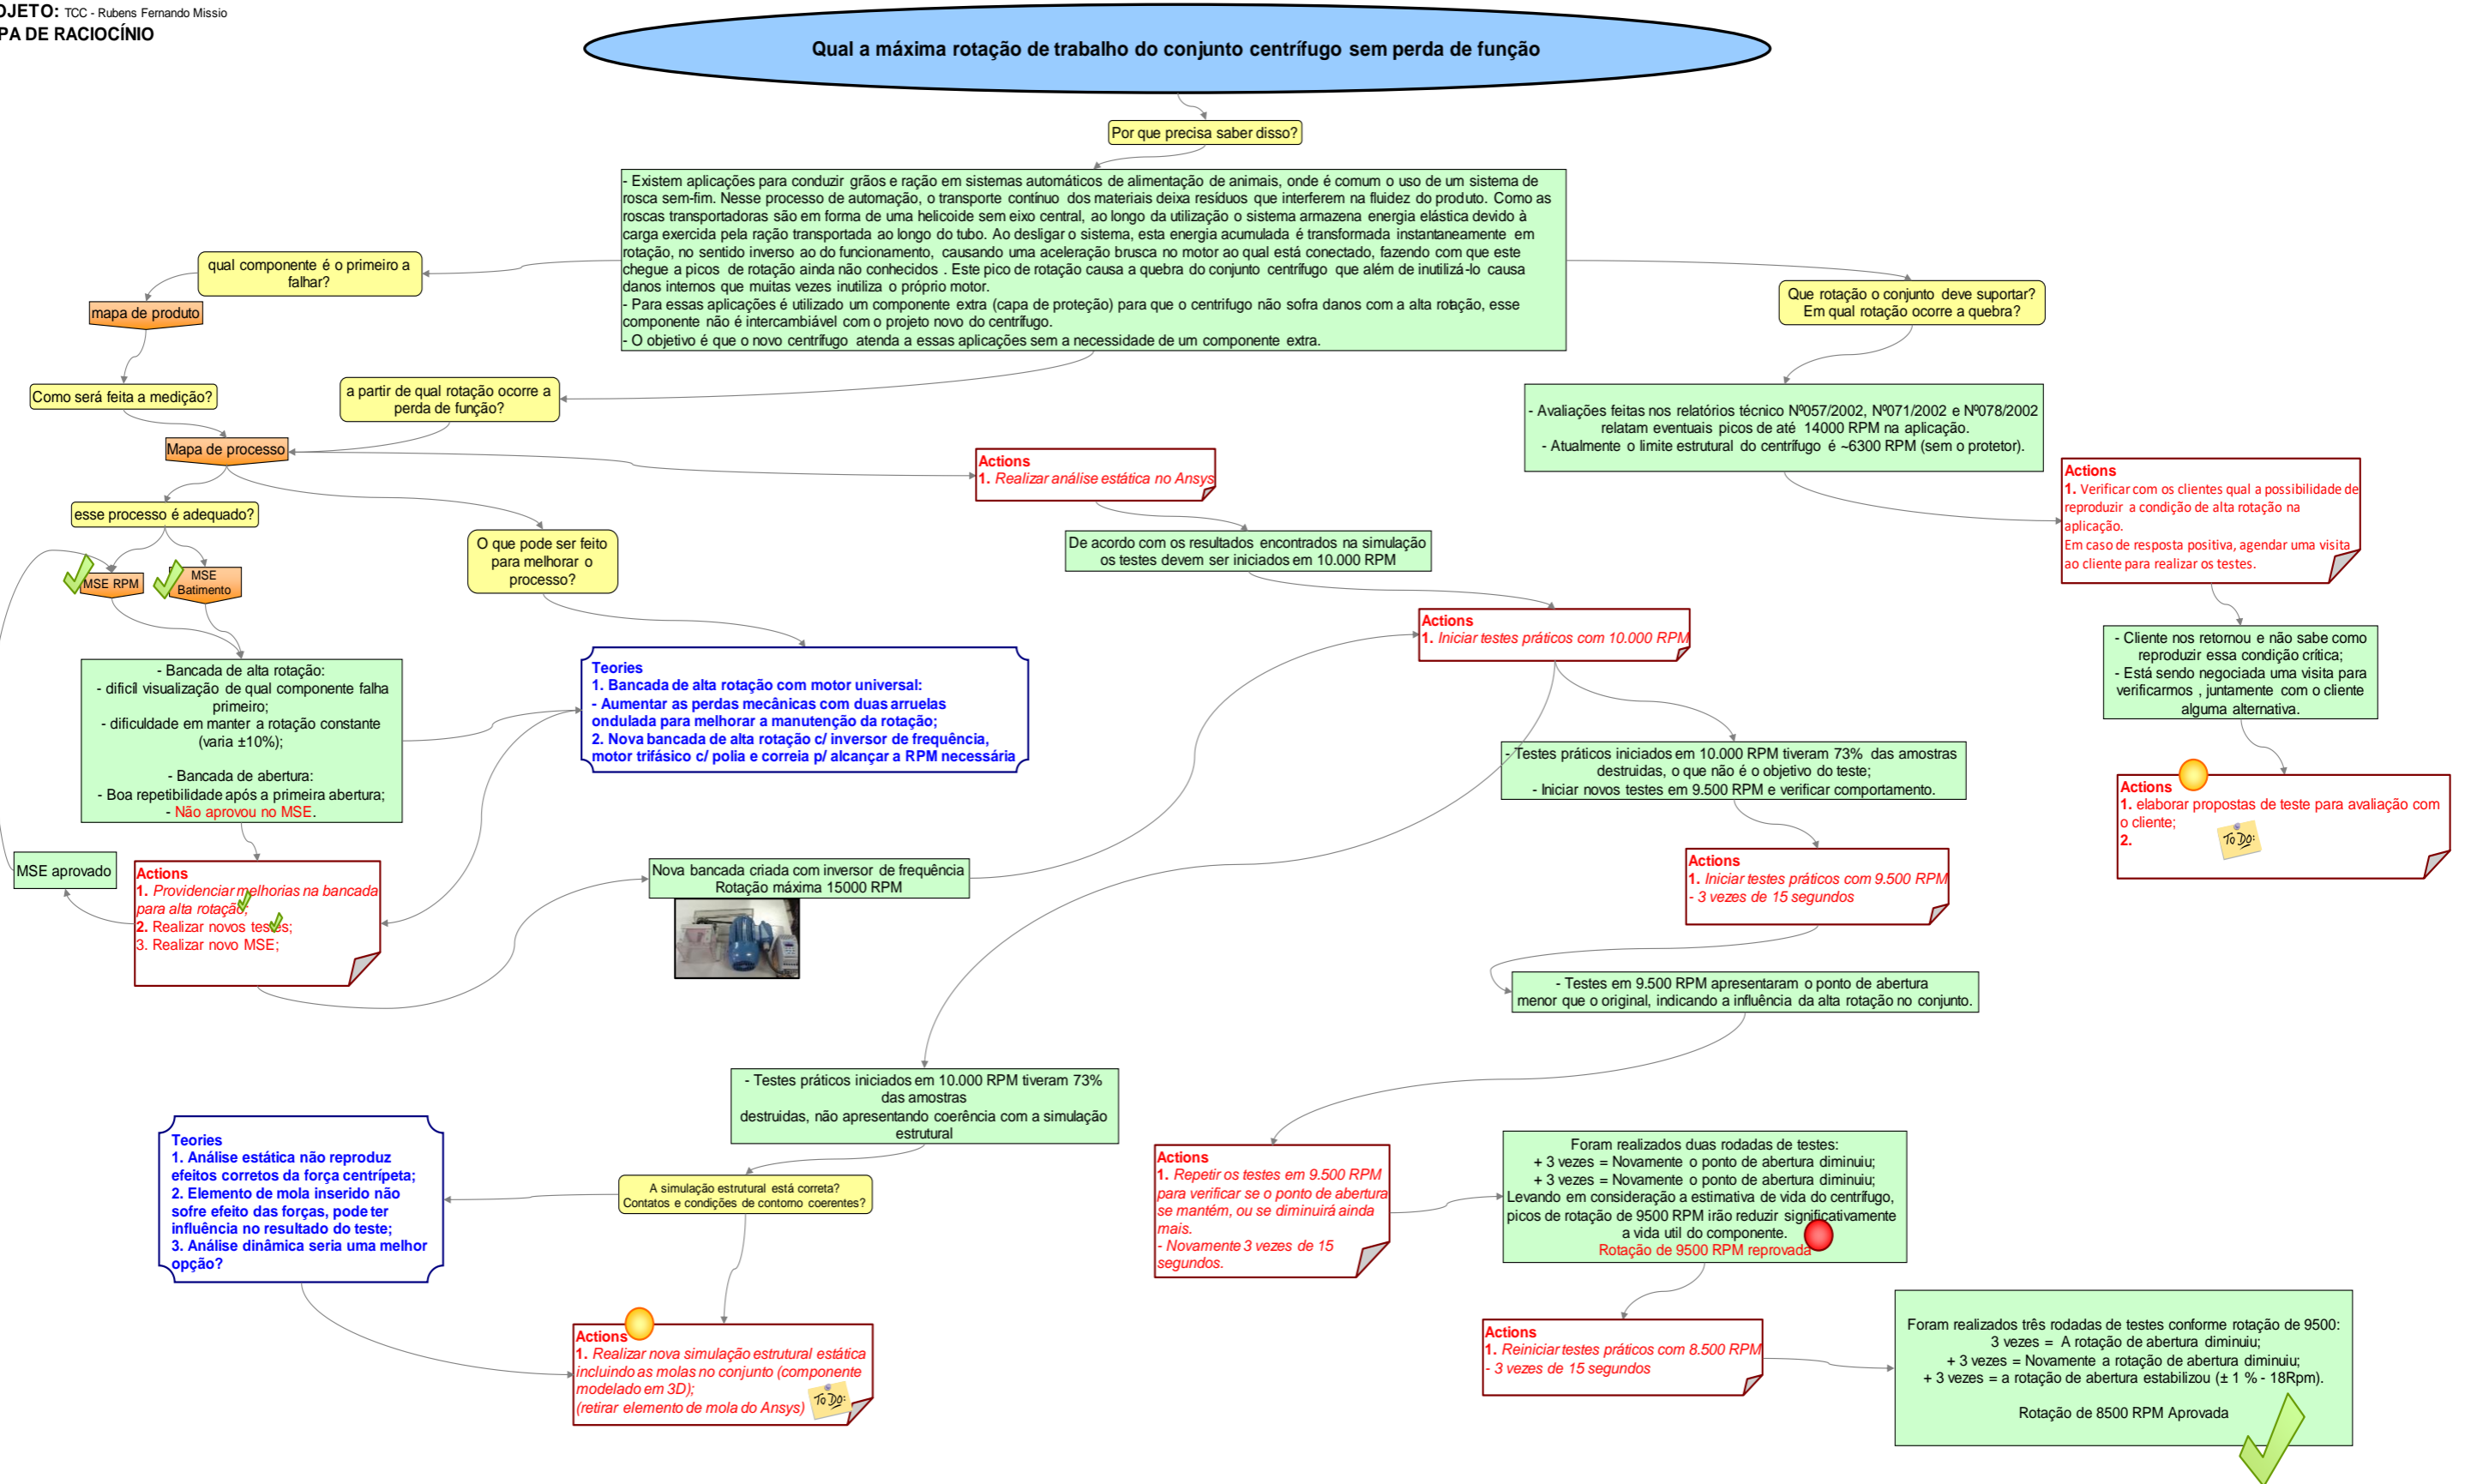 OJETO: TCC - Rubens Fernando Missio
PA DE RACIOCÍNIO
Qual a máxima rotação de trabalho do conjunto centrífugo sem perda de função
Por que precisa saber disso?
- Existem aplicações para conduzir grãos e ração em sistemas automáticos de alimentação de animais, onde é comum o uso de um sistema de
rosca sem-fim. Nesse processo de automação, o transporte contínuo dos materiais deixa resíduos que interferem na fluidez do produto. Como as
roscas transportadoras são em forma de uma helicoide sem eixo central, ao longo da utilização o sistema armazena energia elástica devido à
carga exercida pela ração transportada ao longo do tubo. Ao desligar o sistema, esta energia acumulada é transformada instantaneamente em
rotação, no sentido inverso ao do funcionamento, causando uma aceleração brusca no motor ao qual está conectado, fazendo com que este
chegue a picos de rotação ainda não conhecidos . Este pico de rotação causa a quebra do conjunto centrífugo que além de inutilizá-lo causa
danos internos que muitas vezes inutiliza o próprio motor.
- Para essas aplicações é utilizado um componente extra (capa de proteção) para que o centrifugo não sofra danos com a alta rotação, esse
componente não é intercambiável com o projeto novo do centrífugo.
- O objetivo é que o novo centrífugo atenda a essas aplicações sem a necessidade de um componente extra.
qual componente é o primeiro a
falhar?
mapa de produto
Como será feita a medição?
a partir de qual rotação ocorre a
perda de função?
Mapa de processo
esse processo é adequado?
MSE RPM
MSE
Batimento
O que pode ser feito
para melhorar o
processo?
- Bancada de alta rotação:
- dificil visualização de qual componente falha
primeiro;
- dificuldade em manter a rotação constante
(varia ±10%);
- Bancada de abertura:
- Boa repetibilidade após a primeira abertura;
- Não aprovou no MSE.
MSE aprovado
Actions
1. Providenciar melhorias na bancada
para alta rotação;
2. Realizar novos testes;
3. Realizar novo MSE;
Teories
1. Bancada de alta rotação com motor universal:
- Aumentar as perdas mecânicas com duas arruelas
ondulada para melhorar a manutenção da rotação;
2. Nova bancada de alta rotação c/ inversor de frequência,
motor trifásico c/ polia e correia p/ alcançar a RPM necessária
Nova bancada criada com inversor de frequência
Rotação máxima 15000 RPM
Actions
1. Realizar análise estática no Ansys
De acordo com os resultados encontrados na simulação
os testes devem ser iniciados em 10.000 RPM
Actions
1. Iniciar testes práticos com 10.000 RPM
Que rotação o conjunto deve suportar?
Em qual rotação ocorre a quebra?
- Avaliações feitas nos relatórios técnico Nº057/2002, Nº071/2002 e Nº078/2002
relatam eventuais picos de até 14000 RPM na aplicação.
- Atualmente o limite estrutural do centrífugo é ~6300 RPM (sem o protetor).
Actions
1. Verificar com os clientes qual a possibilidade de
reproduzir a condição de alta rotação na
aplicação.
Em caso de resposta positiva, agendar uma visita
ao cliente para realizar os testes.
- Cliente nos retornou e não sabe como
reproduzir essa condição crítica;
- Está sendo negociada uma visita para
verificarmos , juntamente com o cliente
alguma alternativa.
Actions
1. elaborar propostas de teste para avaliação com
o cliente;
2.
To Do:
- Testes práticos iniciados em 10.000 RPM tiveram 73% das amostras
destruidas, o que não é o objetivo do teste;
- Iniciar novos testes em 9.500 RPM e verificar comportamento.
Actions
1. Iniciar testes práticos com 9.500 RPM
- 3 vezes de 15 segundos
- Testes em 9.500 RPM apresentaram o ponto de abertura
menor que o original, indicando a influência da alta rotação no conjunto.
- Testes práticos iniciados em 10.000 RPM tiveram 73%
das amostras
destruidas, não apresentando coerência com a simulação
estrutural
A simulação estrutural está correta?
Contatos e condições de contorno coerentes?
Teories
1. Análise estática não reproduz
efeitos corretos da força centrípeta;
2. Elemento de mola inserido não
sofre efeito das forças, pode ter
influência no resultado do teste;
3. Análise dinâmica seria uma melhor
opção?
Actions
1. Realizar nova simulação estrutural estática
incluindo as molas no conjunto (componente
modelado em 3D);
(retirar elemento de mola do Ansys)
To Do:
Actions
1. Repetir os testes em 9.500 RPM
para verificar se o ponto de abertura
se mantém, ou se diminuirá ainda
mais.
- Novamente 3 vezes de 15
segundos.
Foram realizados duas rodadas de testes:
+ 3 vezes = Novamente o ponto de abertura diminuiu;
+ 3 vezes = Novamente o ponto de abertura diminuiu;
Levando em consideração a estimativa de vida do centrífugo,
picos de rotação de 9500 RPM irão reduzir significativamente
a vida util do componente.
Rotação de 9500 RPM reprovada
Actions
1. Reiniciar testes práticos com 8.500 RPM
- 3 vezes de 15 segundos
Foram realizados três rodadas de testes conforme rotação de 9500:
3 vezes = A rotação de abertura diminuiu;
+ 3 vezes = Novamente a rotação de abertura diminuiu;
+ 3 vezes = a rotação de abertura estabilizou (± 1 % - 18Rpm).
Rotação de 8500 RPM Aprovada